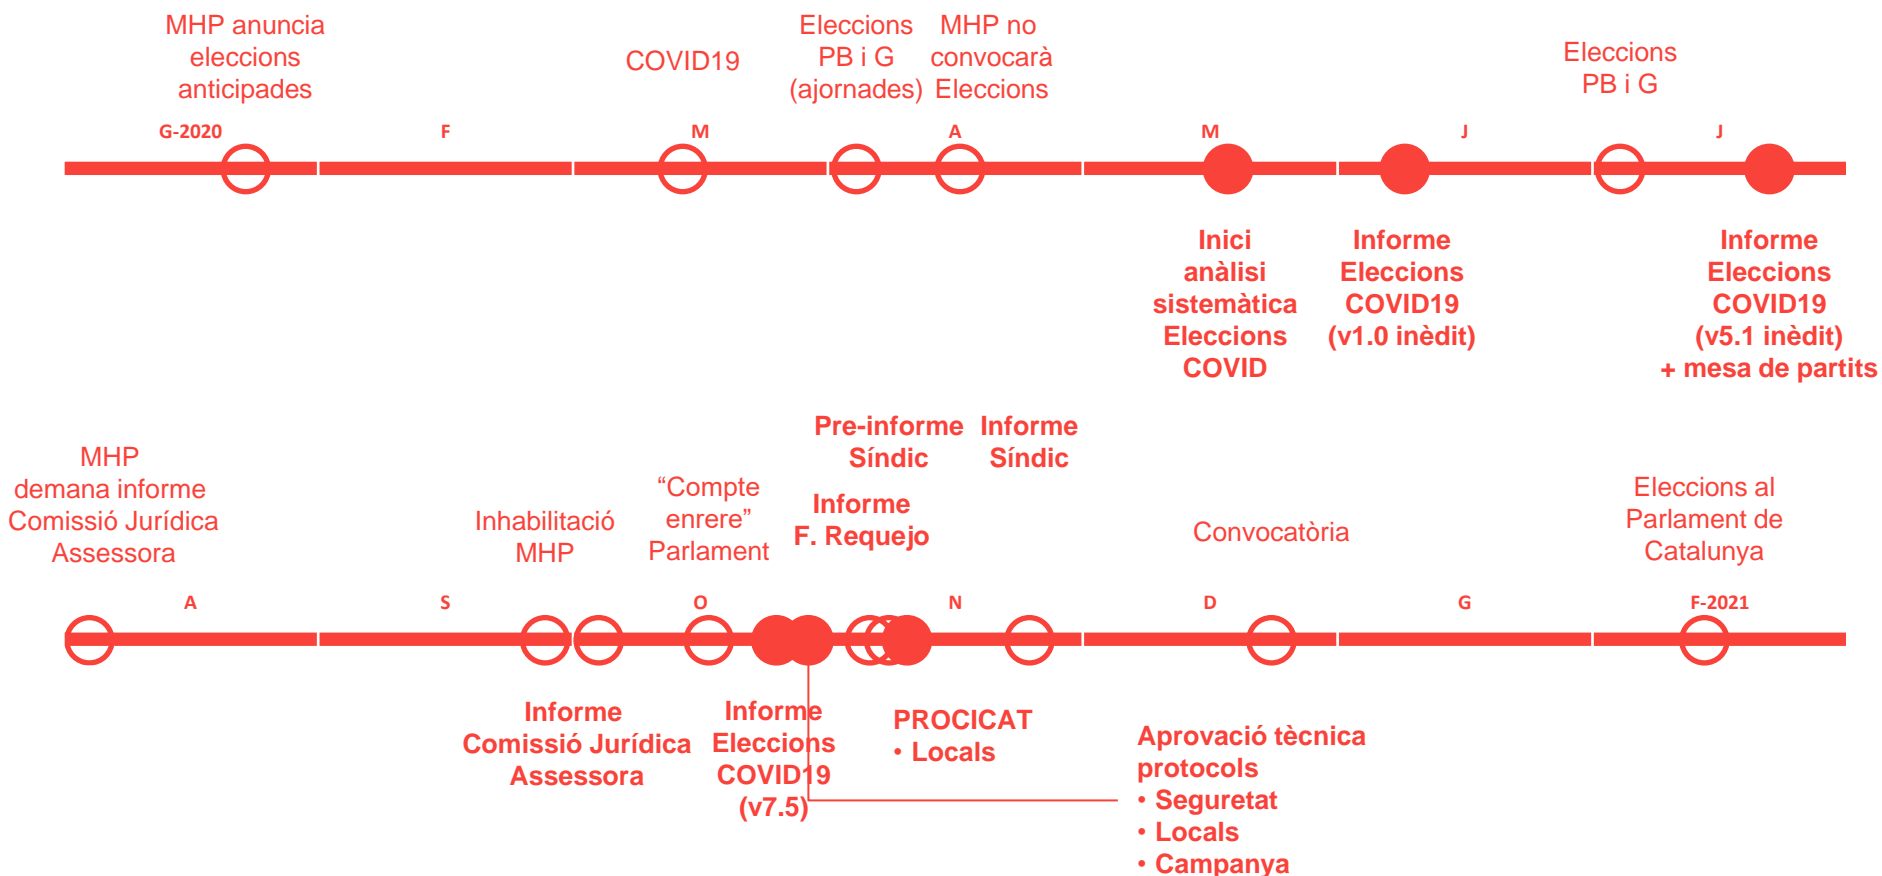 MHP anuncia
eleccions
anticipades
COVID19
Eleccions
PB i G
(ajornades)
MHP no
convocarà
Eleccions
Eleccions
PB i G
G-2020
F
M
A
M
J
J
Inici
anàlisi
sistemàtica
Eleccions
COVID
Informe
Eleccions
COVID19
(v1.0 inèdit)
Informe
Eleccions
COVID19
(v5.1 inèdit)
+ mesa de partits
MHP
demana informe
Comissió Jurídica
Assessora
Inhabilitació
MHP
“Compte
enrere”
Parlament
Pre-informe
Síndic
Informe
F. Requejo
Informe
Síndic
Convocatòria
Eleccions al
Parlament de
Catalunya
A
S
O
N
D
G
F-2021
Informe
Comissió Jurídica
Assessora
Informe
Eleccions
COVID19
(v7.5)
PROCICAT
• Locals
Aprovació tècnica
protocols
• Seguretat
• Locals
• Campanya